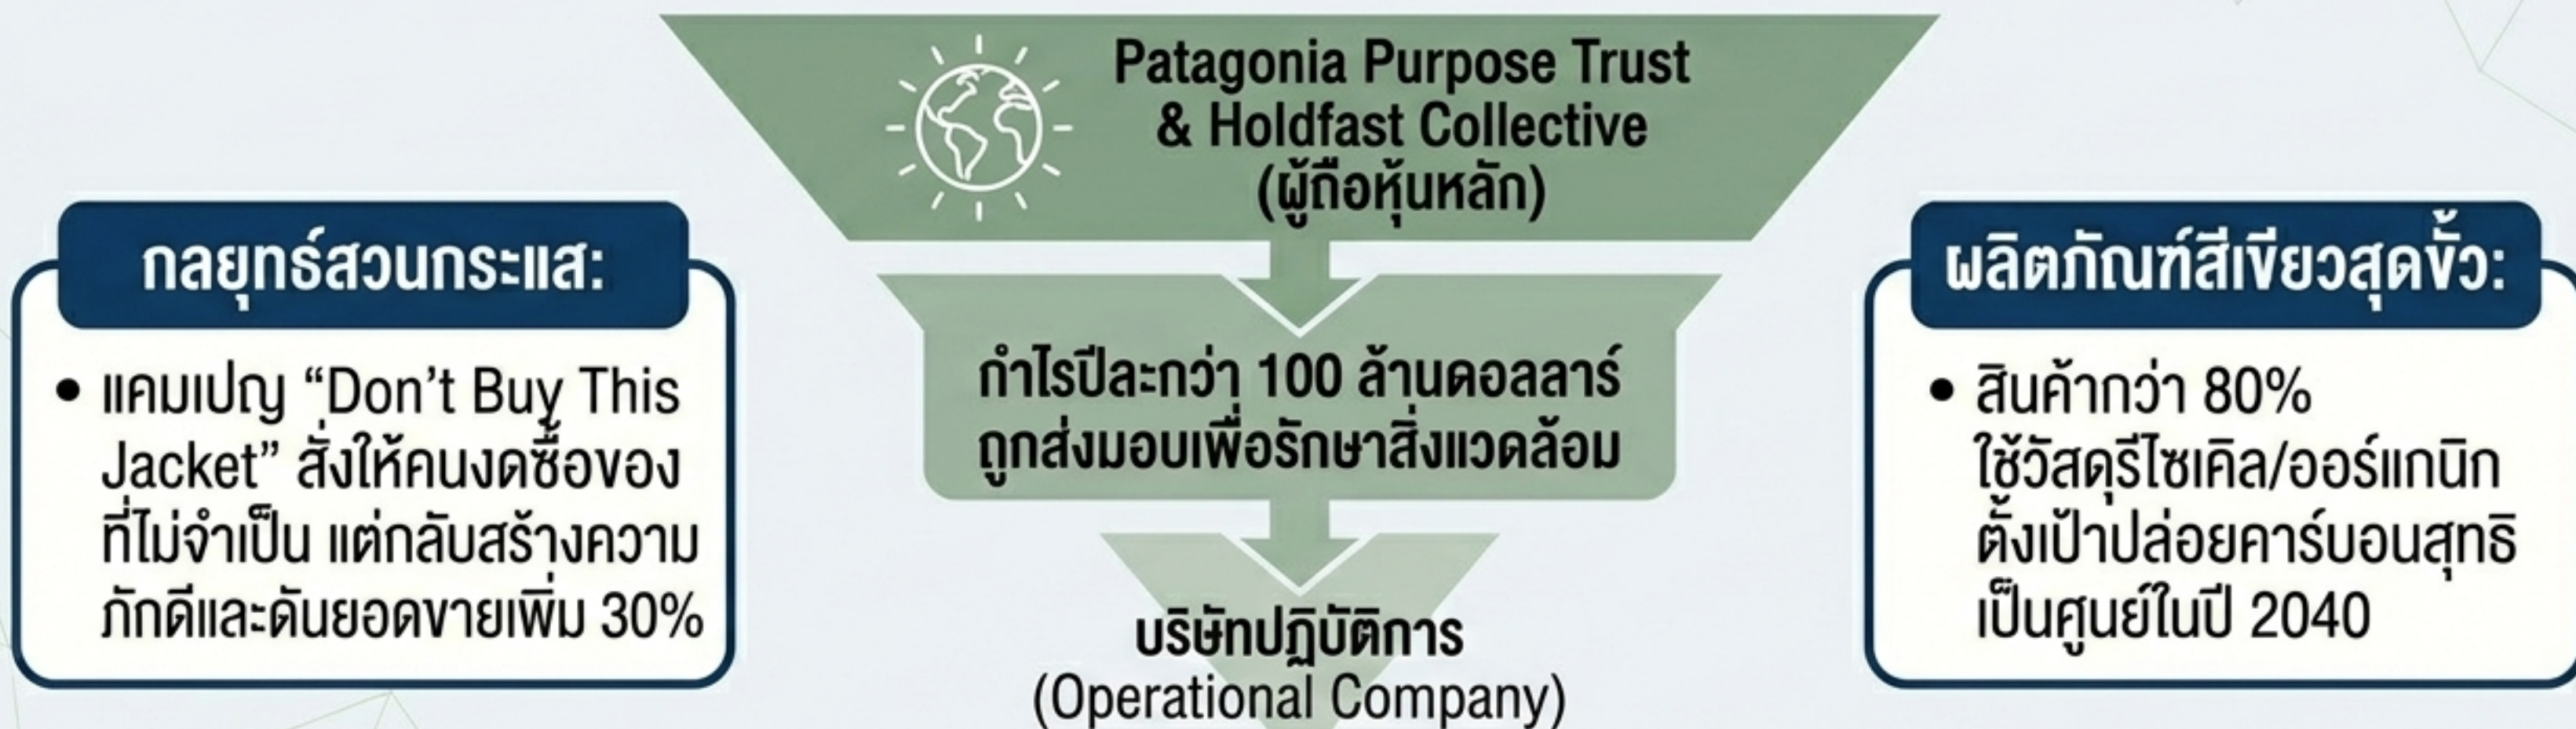 Patagonia Purpose Trust
& Holdfast Collective
(ผู้ถือหุ้นหลัก)
กลยุทธ์สวนกระแส:
• แคมเปญ “Don’t Buy This
Jacket” สั่งให้คนงดซื้อของ
ที่ไม่จำเป็น แต่กลับสร้างความ
ภักดีและดันยอดขายเพิ่ม 30%
กำไรปีละกว่า 100 ล้านดอลลาร์
ถูกส่งมอบเพื่อรักษาสิ่งแวดล้อม
บริษัทปฏิบัติการ
(Operational Company)
ผลิตภัณฑ์สีเขียวสุดขั้ว:
• สินค้ากว่า 80%
ใช้วัสดุรีไซเคิล/ออร์แกนิก
ตั้งเป้าปล่อยคาร์บอนสุทธิ
เป็นศูนย์ในปี 2040